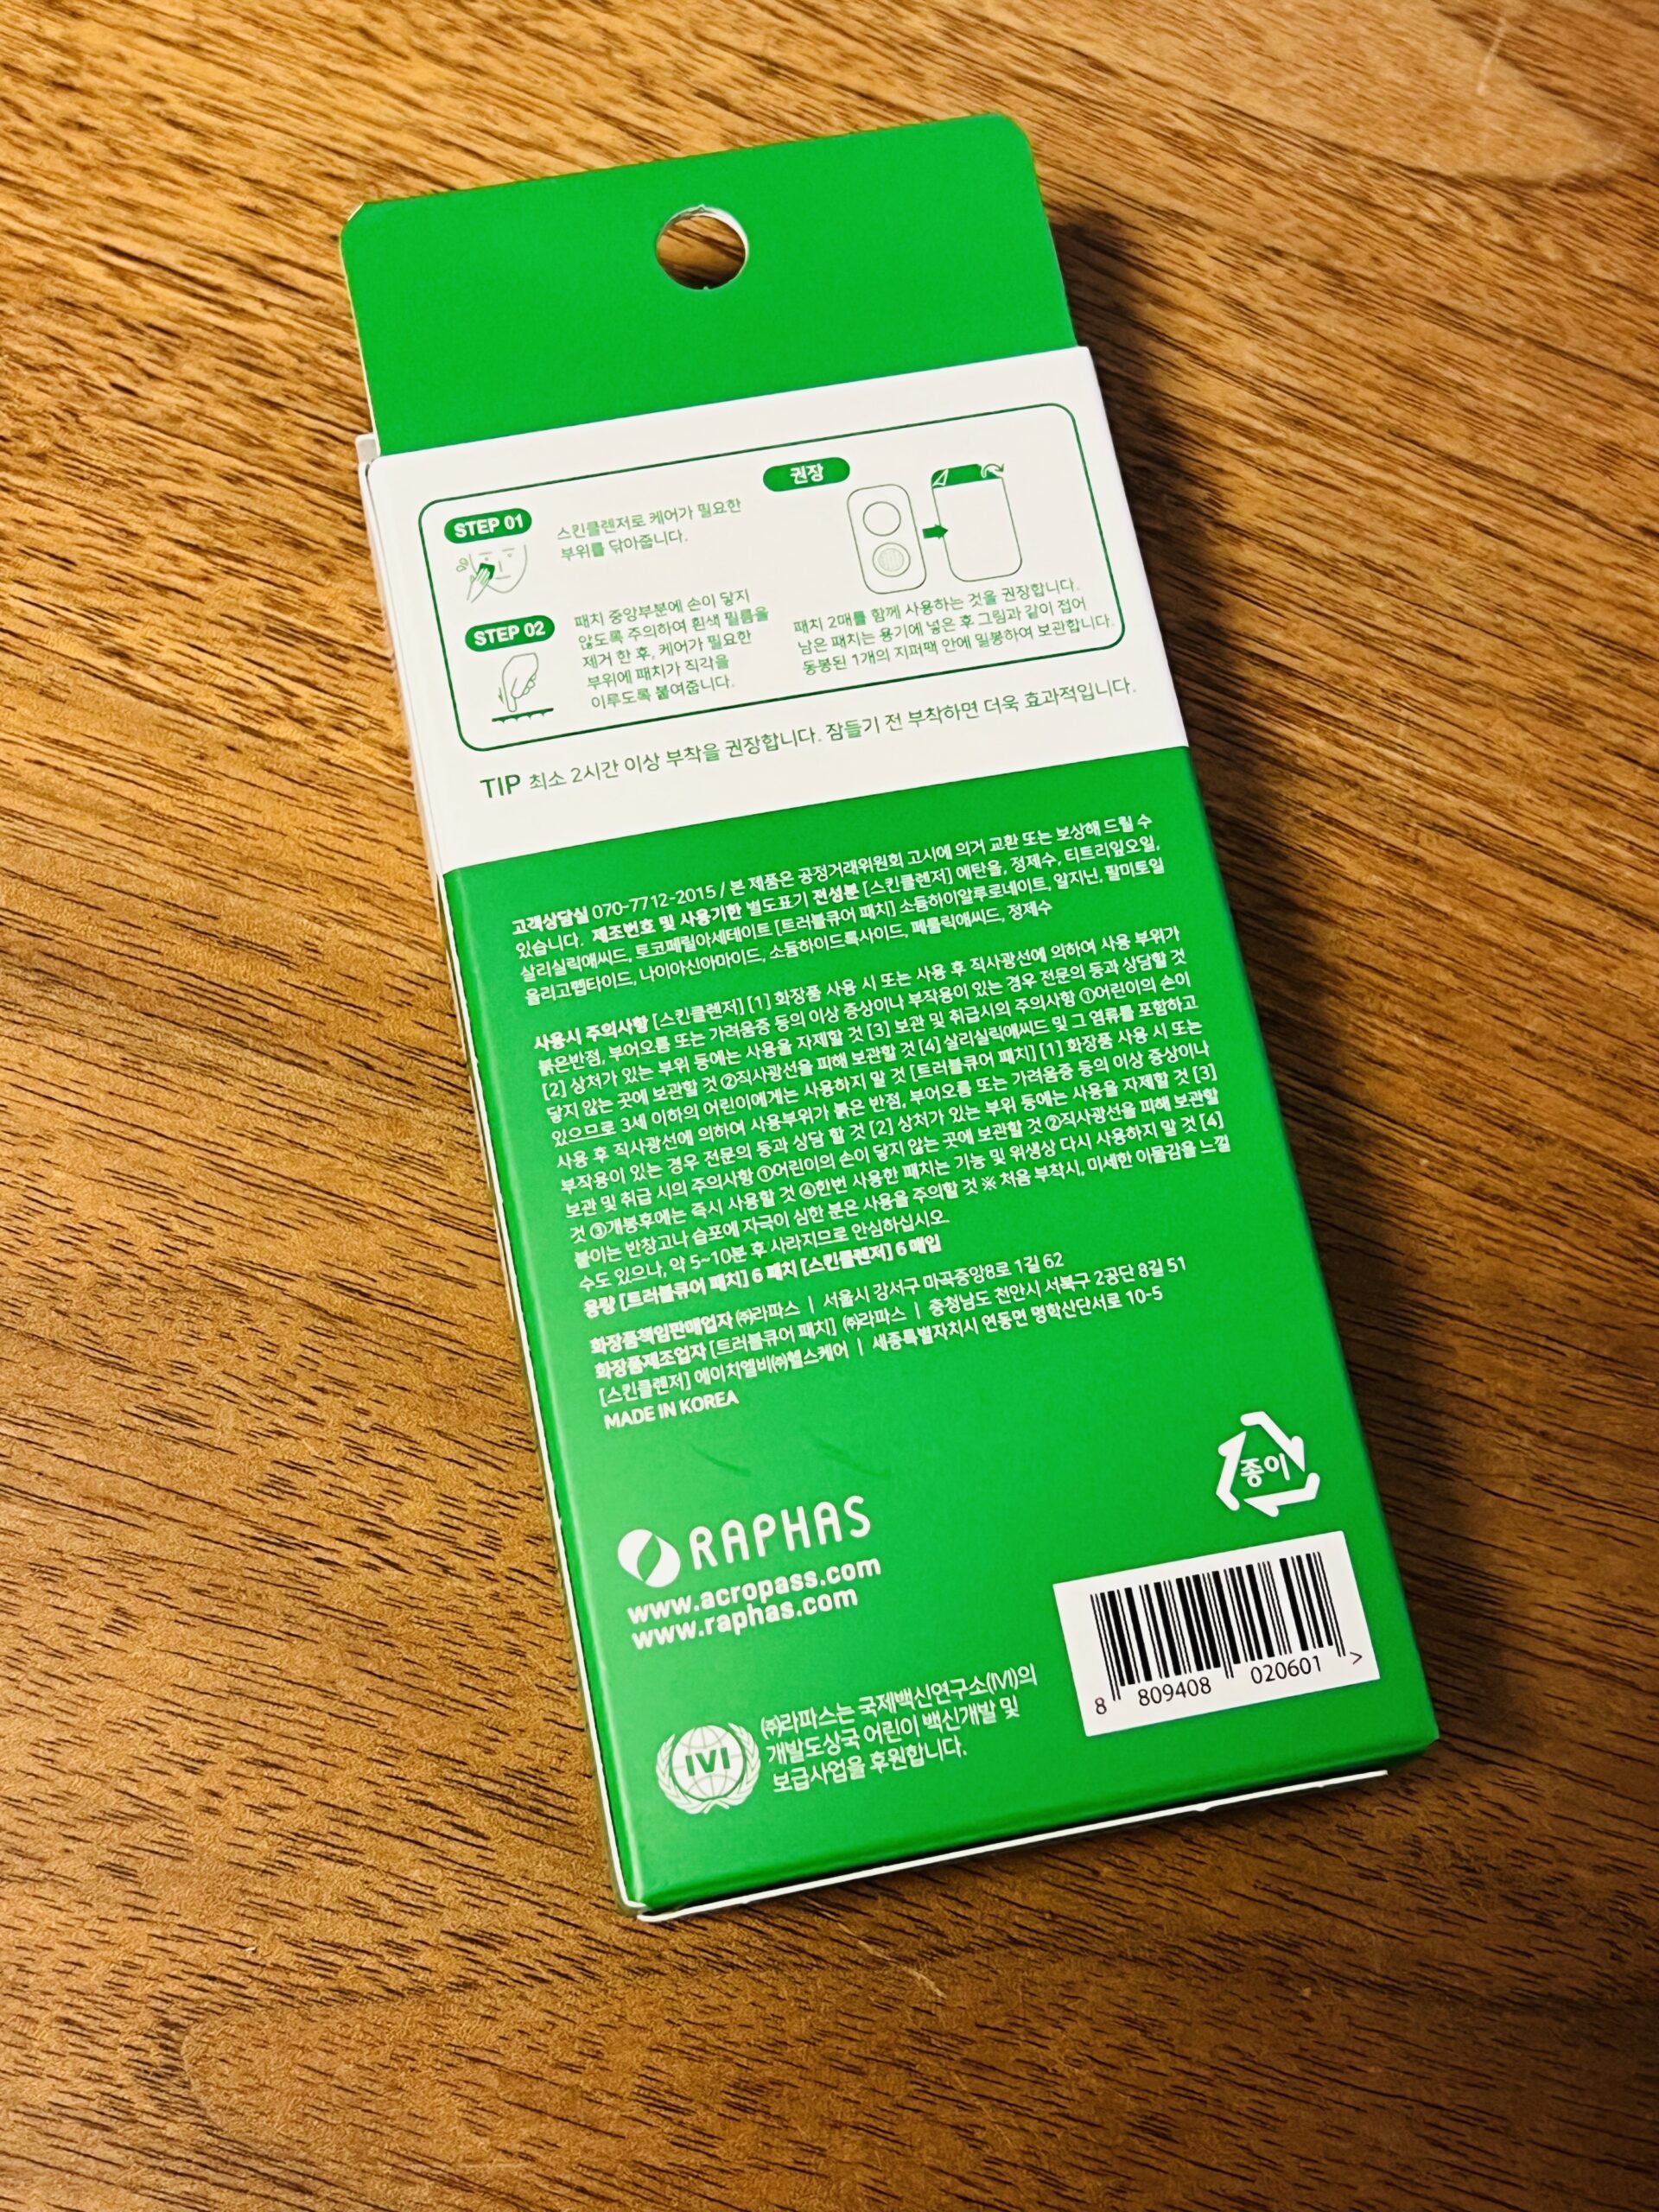 STEP 01
스킨클렌저로 케어가 필요한
부위를 닦아줍니다.
STEP 02
패치 중앙부분에 손이 닿지
않도록 주의하여 흰색 필름을
제거 한 후, 케어가 필요한
부위에 패치가 직각을
이루도록 붙여줍니다.
권장
패치 2매를 함께 사용하는 것을 권장합니다.
남은 패치는 용기에 넣은 후 그림과 같이 접어
동봉된 1개의 지퍼팩 안에 밀봉하여 보관합니다.
TIP 최소 2시간 이상 부착을 권장합니다. 잠들기 전 부착하면 더욱 효과적입니다.
고객상담실 070-7712-2015 / 본 제품은 공정거래위원회 고시에 의거 교환 또는 보상해 드릴 수
있습니다. 제조번호 및 사용기한 별도표기 전성분 [스킨클렌저] 에탄올, 정제수, 티트리잎오일,
살리실릭애씨드, 토코페릴아세테이트 [트러블큐어 패치] 소듐하이알루로네이트, 알지닌, 팔미토일
올리고펩타이드, 나이아신아마이드, 소듐하이드록사이드, 페룰릭애씨드, 정제수
사용시 주의사항 [스킨클렌저] [1] 화장품 사용 시 또는 사용 후 직사광선에 의하여 사용 부위가
붉은반점, 부어오름 또는 가려움증 등의 이상 증상이나 부작용이 있는 경우 전문의 등과 상담할 것
[2] 상처가 있는 부위 등에는 사용을 자제할 것 [3] 보관 및 취급시의 주의사항 ①어린이의 손이
닿지 않는 곳에 보관할 것 ②직사광선을 피해 보관할 것 [4] 살리실릭애씨드 및 그 염류를 포함하고
있으므로 3세 이하의 어린이에게는 사용하지 말 것 [트러블큐어 패치] [1] 화장품 사용 시 또는
사용 후 직사광선에 의하여 사용부위가 붉은 반점, 부어오름 또는 가려움증 등의 이상 증상이나
부작용이 있는 경우 전문의 등과 상담 할 것 [2] 상처가 있는 부위 등에는 사용을 자제할 것 [3]
보관 및 취급 시의 주의사항 ①어린이의 손이 닿지 않는 곳에 보관할 것 ②직사광선을 피해 보관할
것 ③개봉후에는 즉시 사용할 것 ④한번 사용한 패치는 기능 및 위생상 다시 사용하지 말 것 [4]
붙이는 반창고나 습포에 자극이 심한 분은 사용을 주의할 것 ※ 처음 부착시, 미세한 이물감을 느낄
수도 있으나, 약 5~10분 후 사라지므로 안심하십시오.
용량 [트러블큐어 패치] 6 패치 [스킨클렌저] 6 매입
화장품책임판매업자 ㈜라파스 | 서울시 강서구 마곡중앙8로 1길 62
화장품제조업자 [트러블큐어 패치] ㈜라파스 | 충청남도 천안시 서북구 2공단 8길 51
[스킨클렌저] 에이치엘비㈜헬스케어 | 세종특별자치시 연동면 명학산단서로 10-5
MADE IN KOREA
종이
RAPHAS
www.acropass.com
www.raphas.com
8 809408 020601 >
IVI
㈜라파스는 국제백신연구소(IVI)의
개발도상국 어린이 백신개발 및
보급사업을 후원합니다.